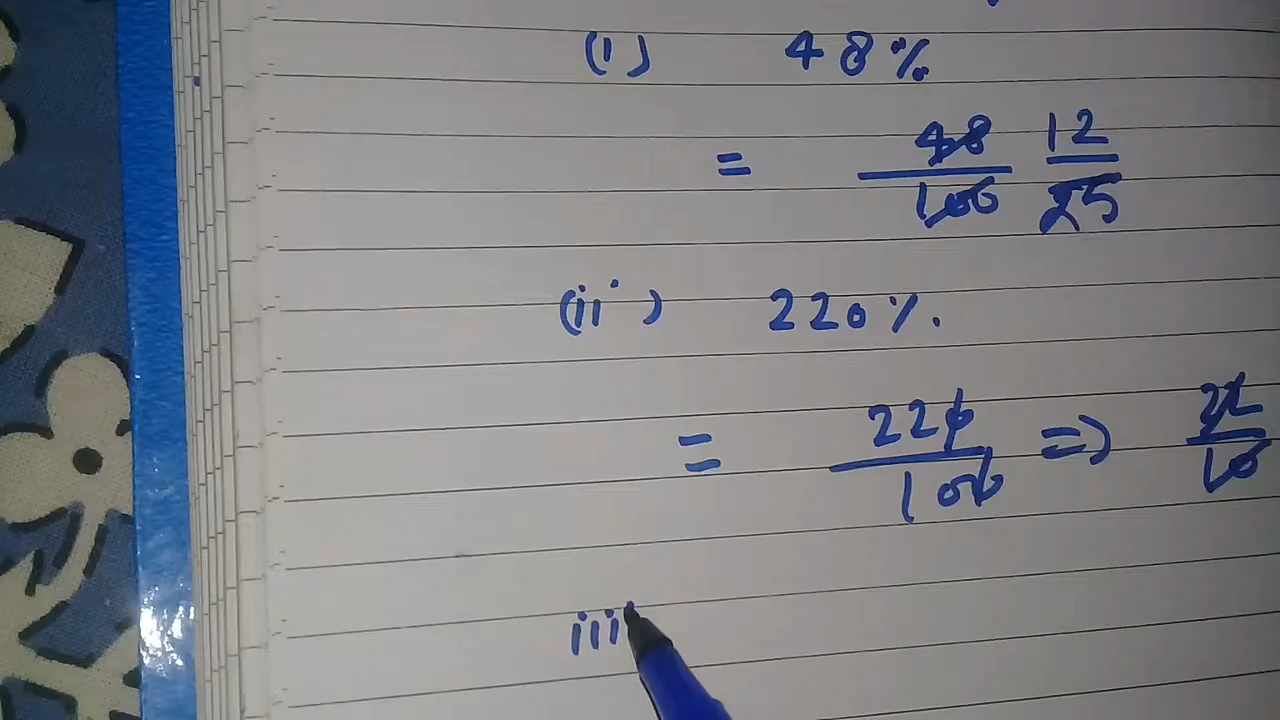 (i) 48%
= 48/100 12/25
(ii) 220%.
= 220/100 => 22/10
iii